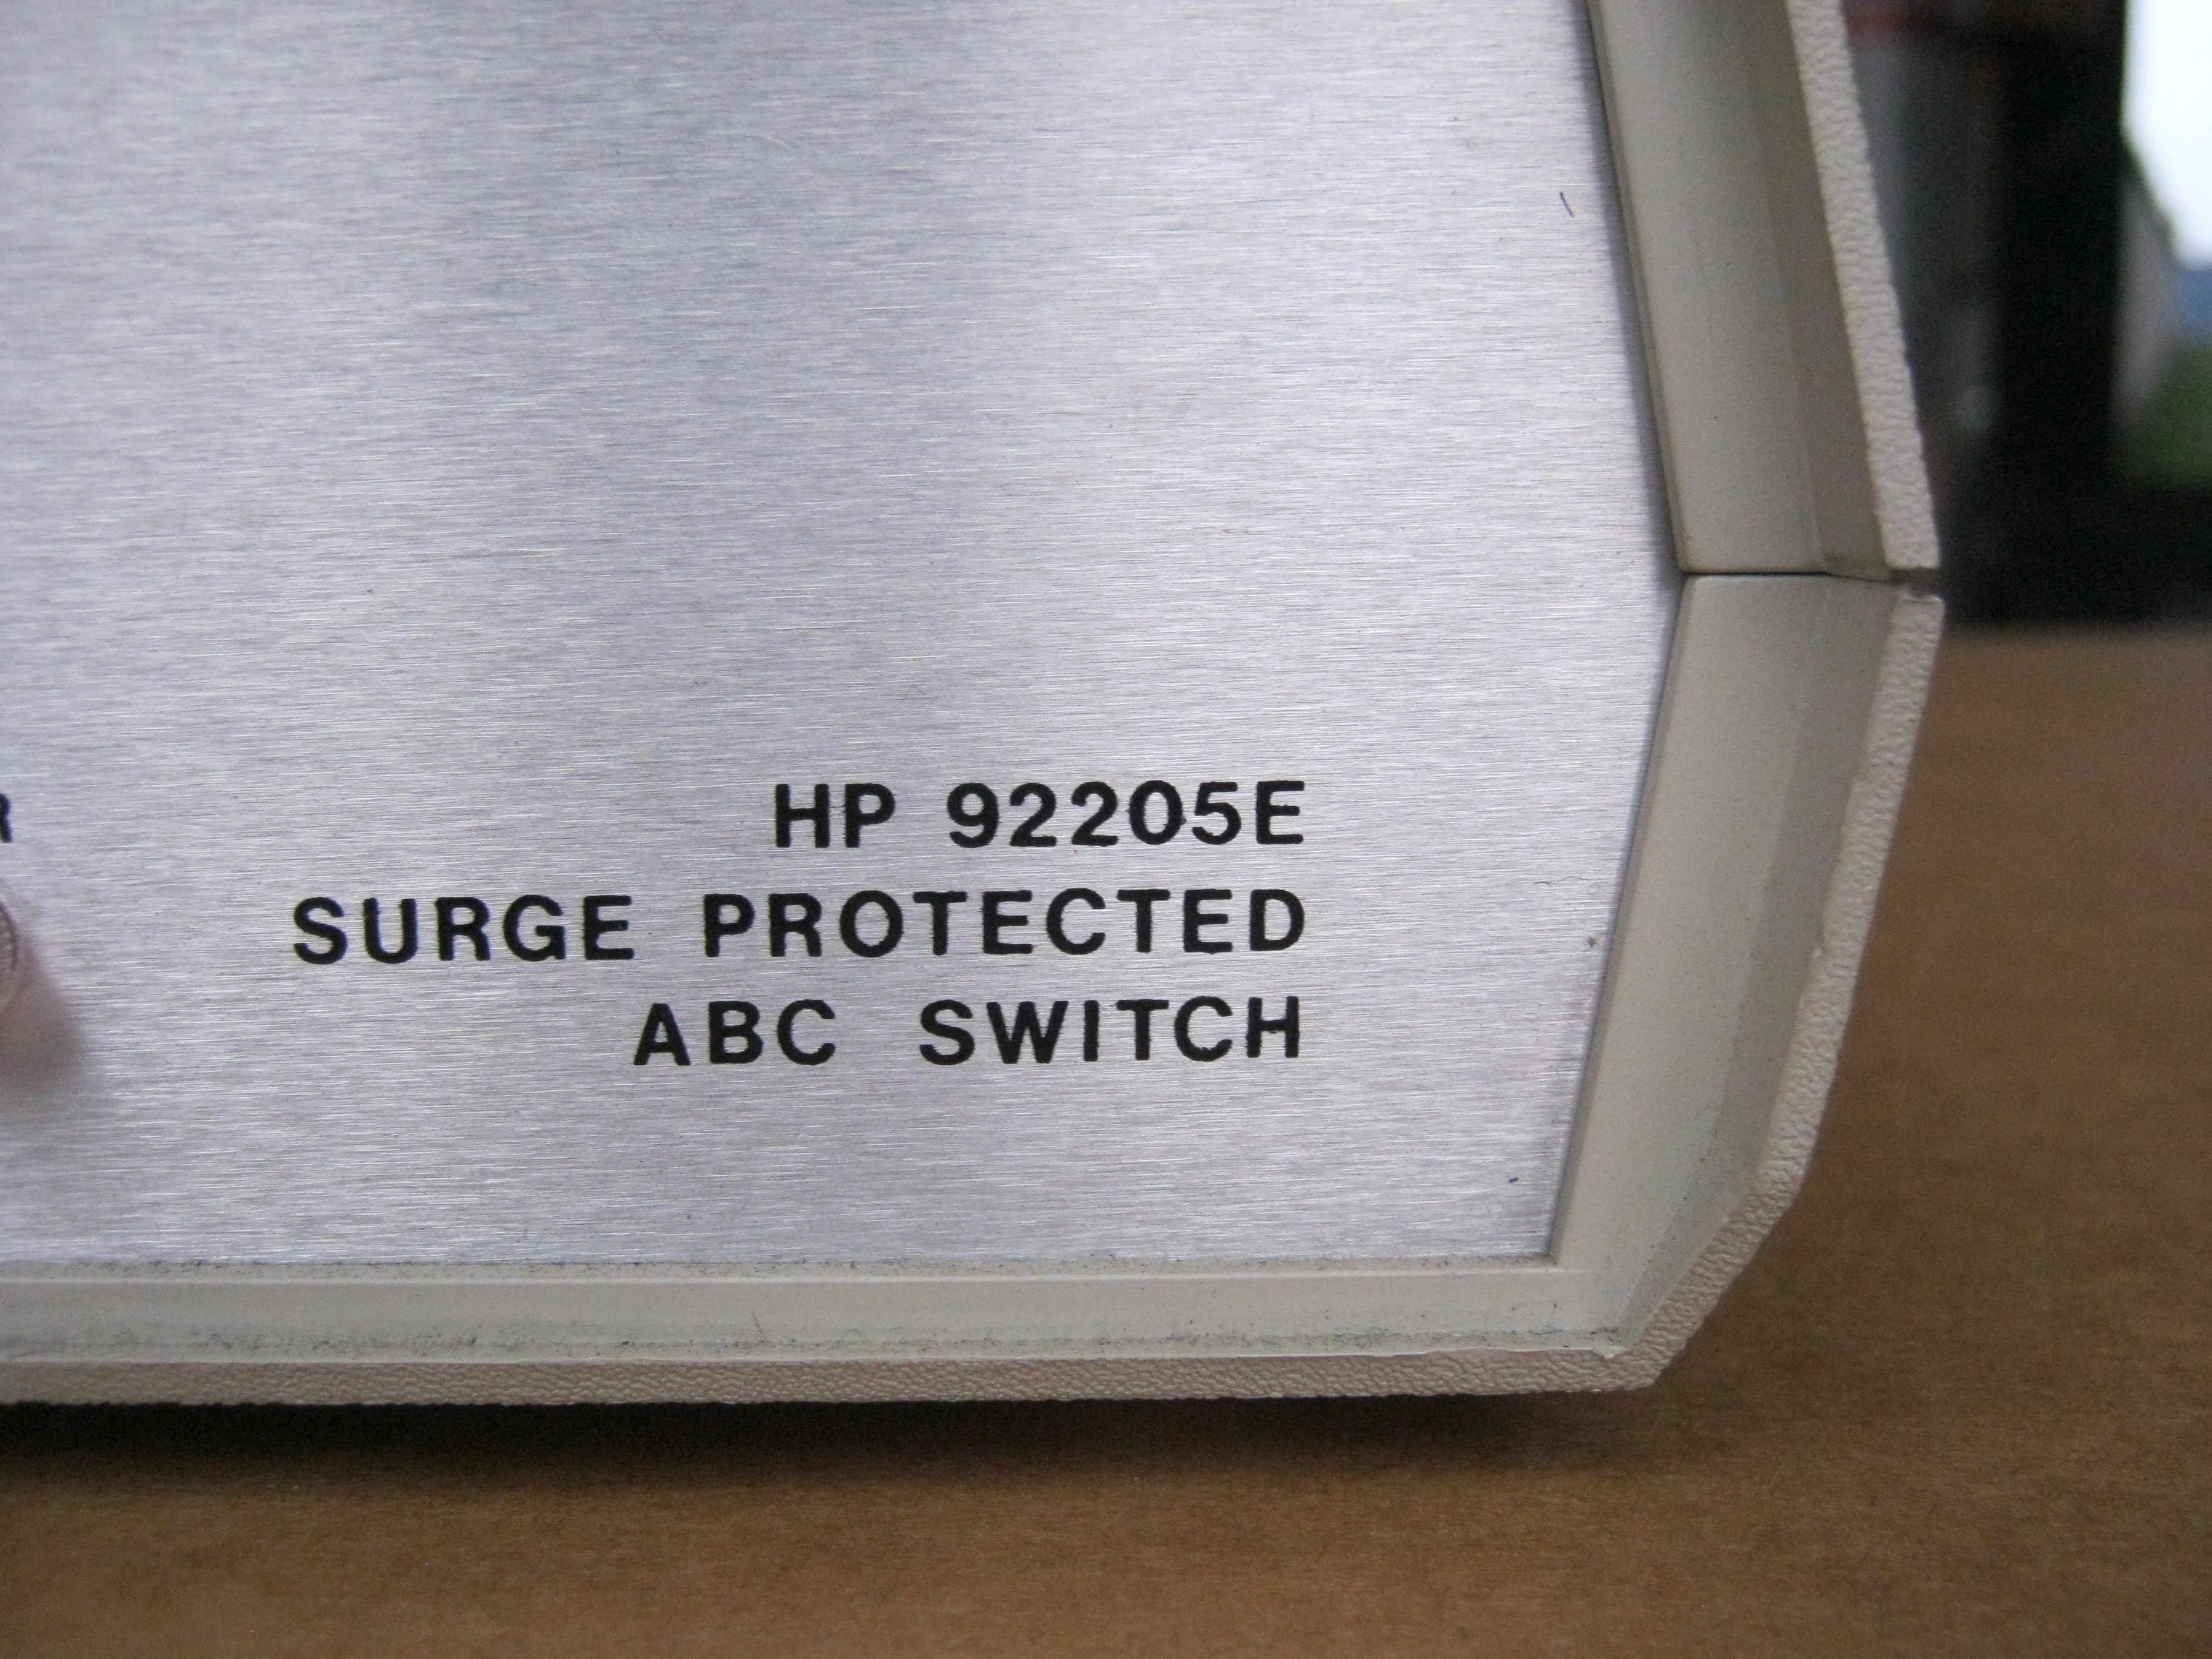 HP 92205E
SURGE PROTECTED
ABC SWITCH